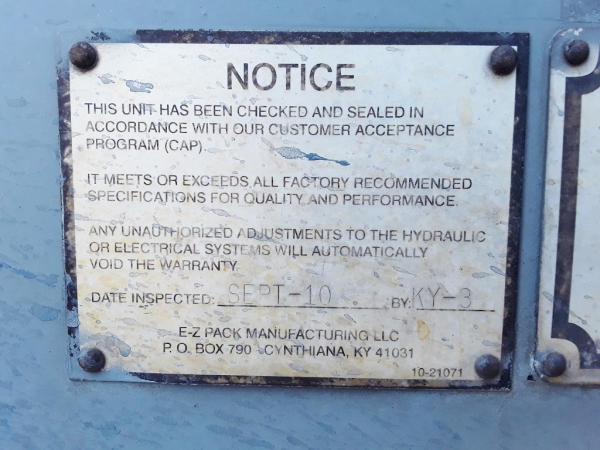 NOTICE
THIS UNIT HAS BEEN CHECKED AND SEALED IN
ACCORDANCE WITH OUR CUSTOMER ACCEPTANCE
PROGRAM (CAP).
IT MEETS OR EXCEEDS ALL FACTORY RECOMMENDED
SPECIFICATIONS FOR QUALITY AND PERFORMANCE.
ANY UNAUTHORIZED ADJUSTMENTS TO THE HYDRAULIC
OR ELECTRICAL SYSTEMS WILL AUTOMATICALLY
VOID THE WARRANTY
DATE INSPECTED: SEPT-10 BY: KY-3
E-Z PACK MANUFACTURING LLC
P. O. BOX 790 CYNTHIANA, KY 41031
10-21071